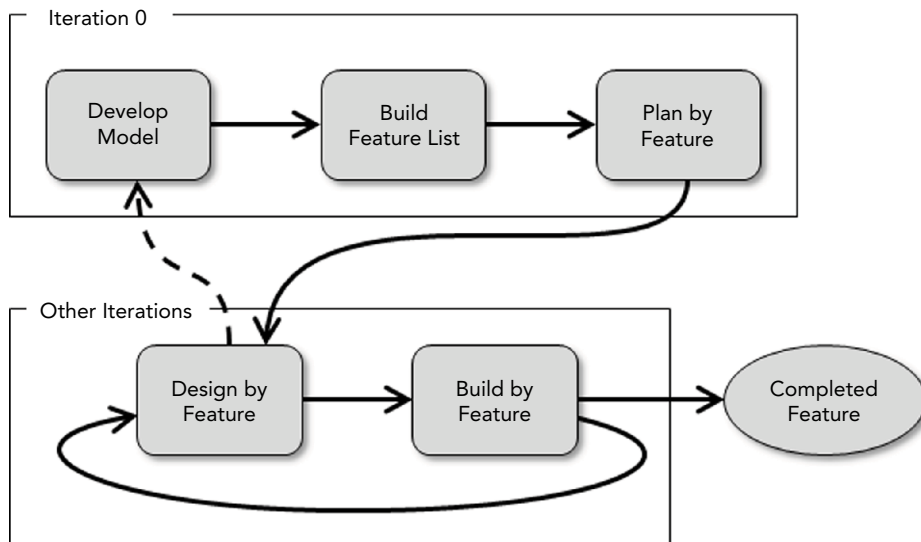 Iteration 0
Develop
Model
Build
Feature List
Plan by
Feature
Other Iterations
Design by
Feature
Build by
Feature
Completed
Feature